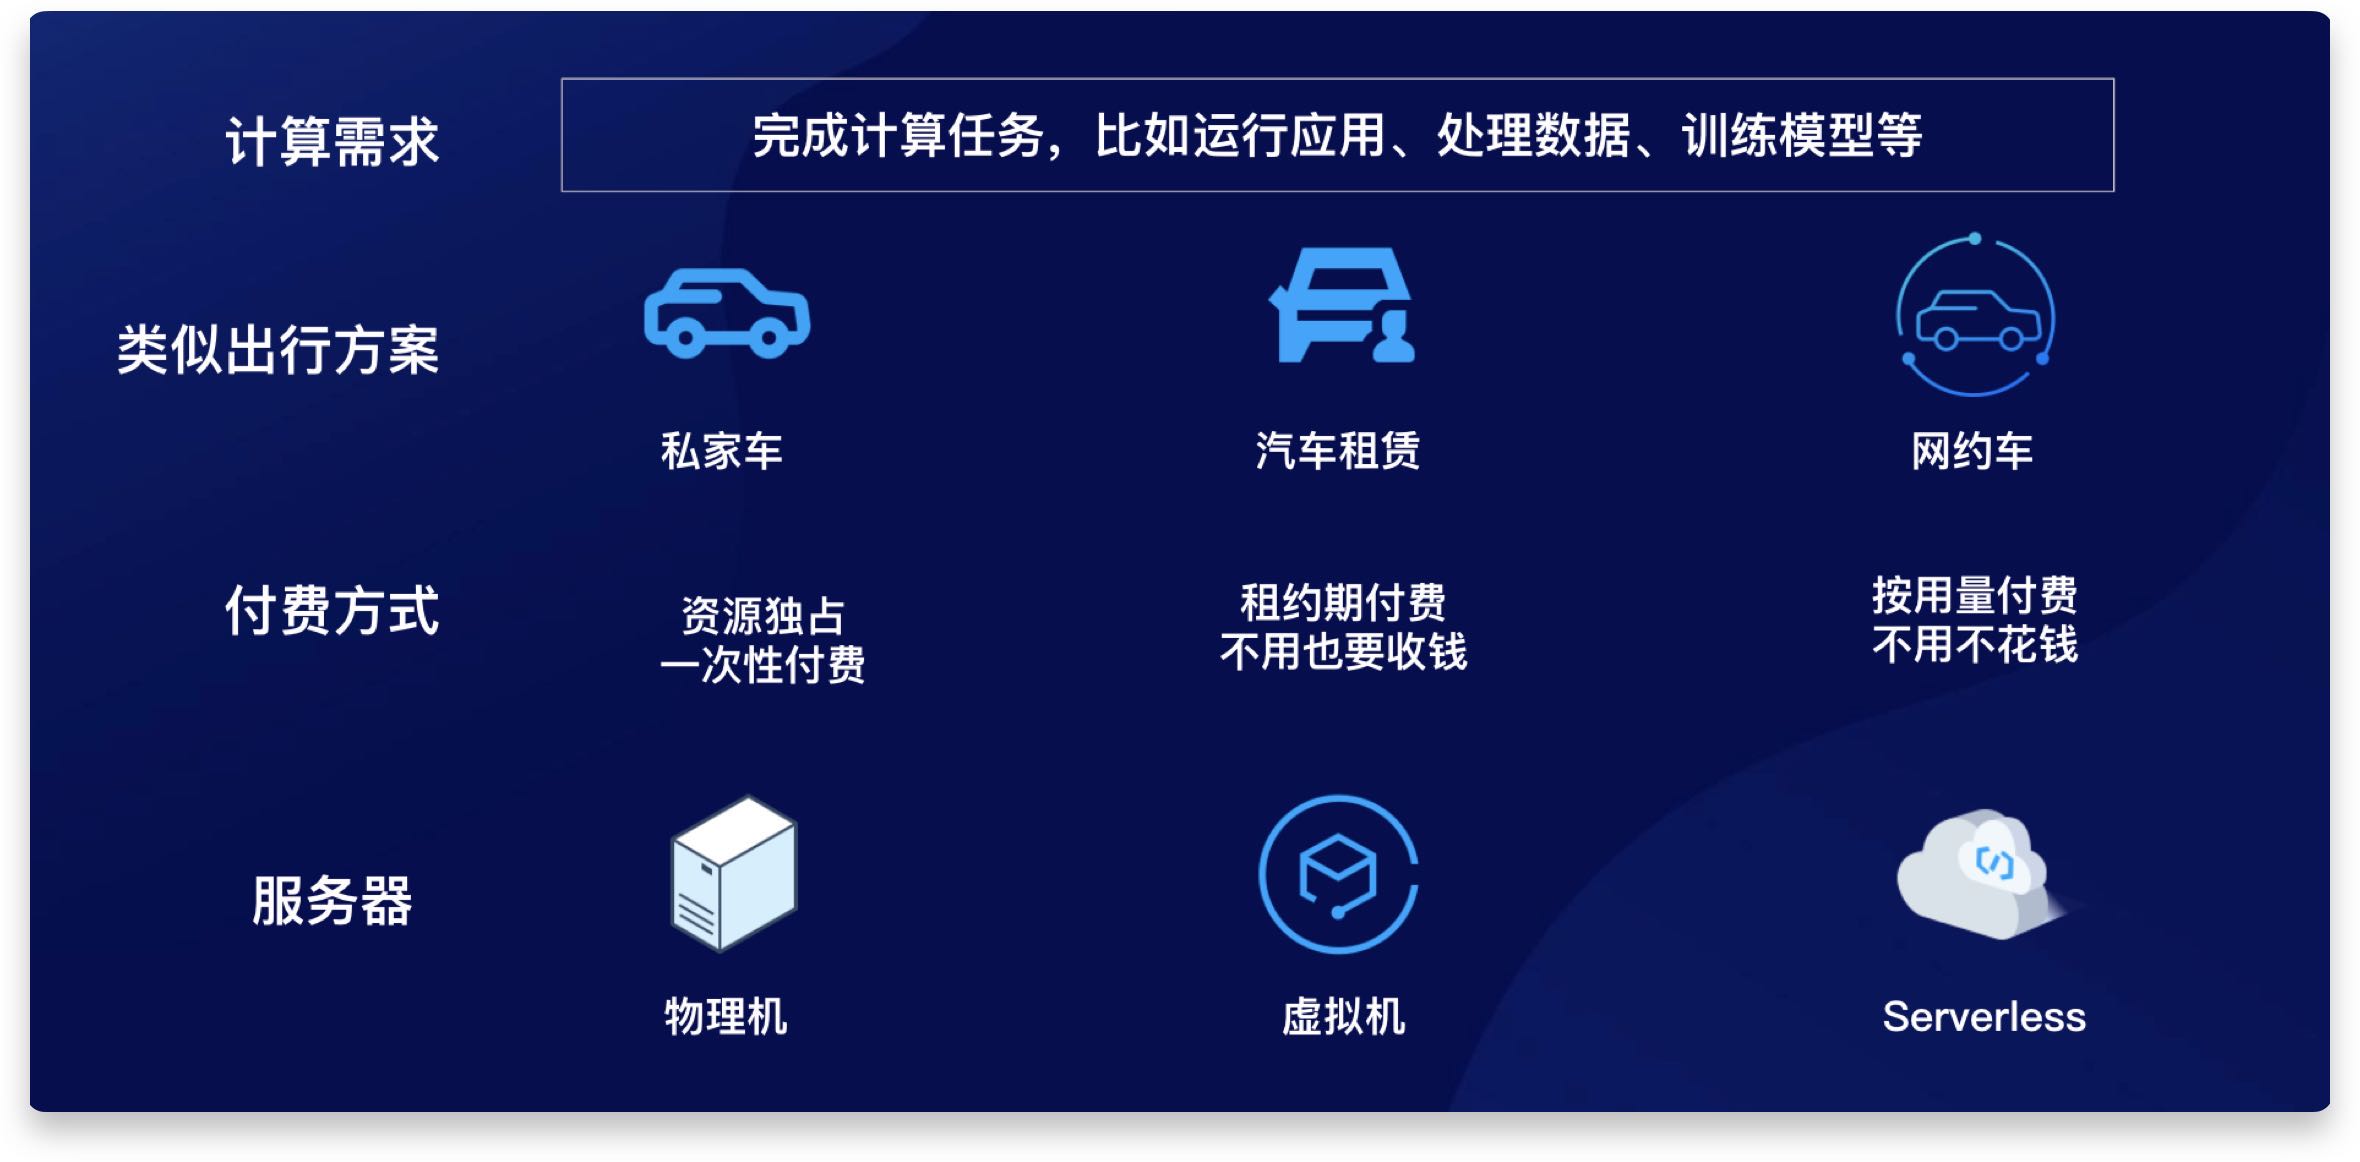 计算需求
完成计算任务，比如运行应用、处理数据、训练模型等
类似出行方案
私家车
汽车租赁
网约车
付费方式
资源独占
一次性付费
租约期付费
不用也要收钱
按用量付费
不用不花钱
服务器
物理机
虚拟机
Serverless